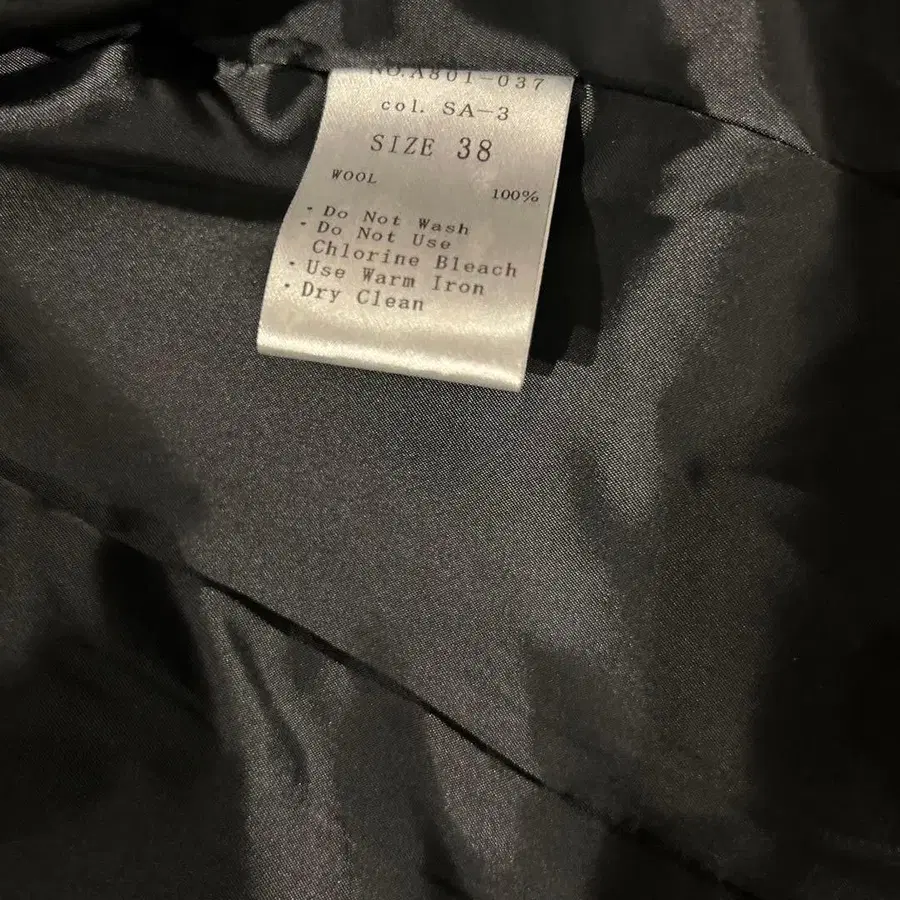 NO.A801-037
col. SA-3
SIZE 38
WOOL
100%
· Do Not Wash
· Do Not Use
Chlorine Bleach
· Use Warm Iron
· Dry Clean